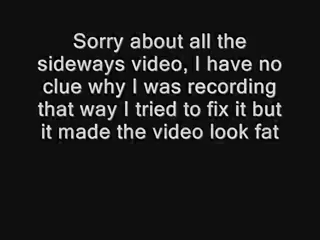 Sorry about all the
sideways video, I have no
clue why I was recording
that way I tried to fix it but
it made the video look fat